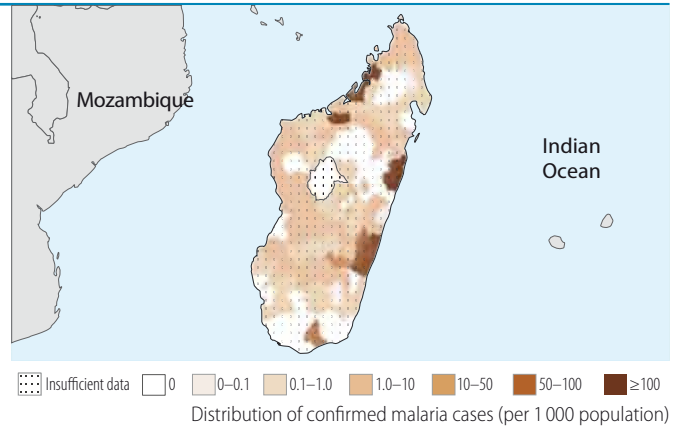 Mozambique
Indian
Ocean
Insufficient data 0 0–0.1 0.1–1.0 1.0–10 10–50 50–100 ≥100
Distribution of confirmed malaria cases (per 1 000 population)